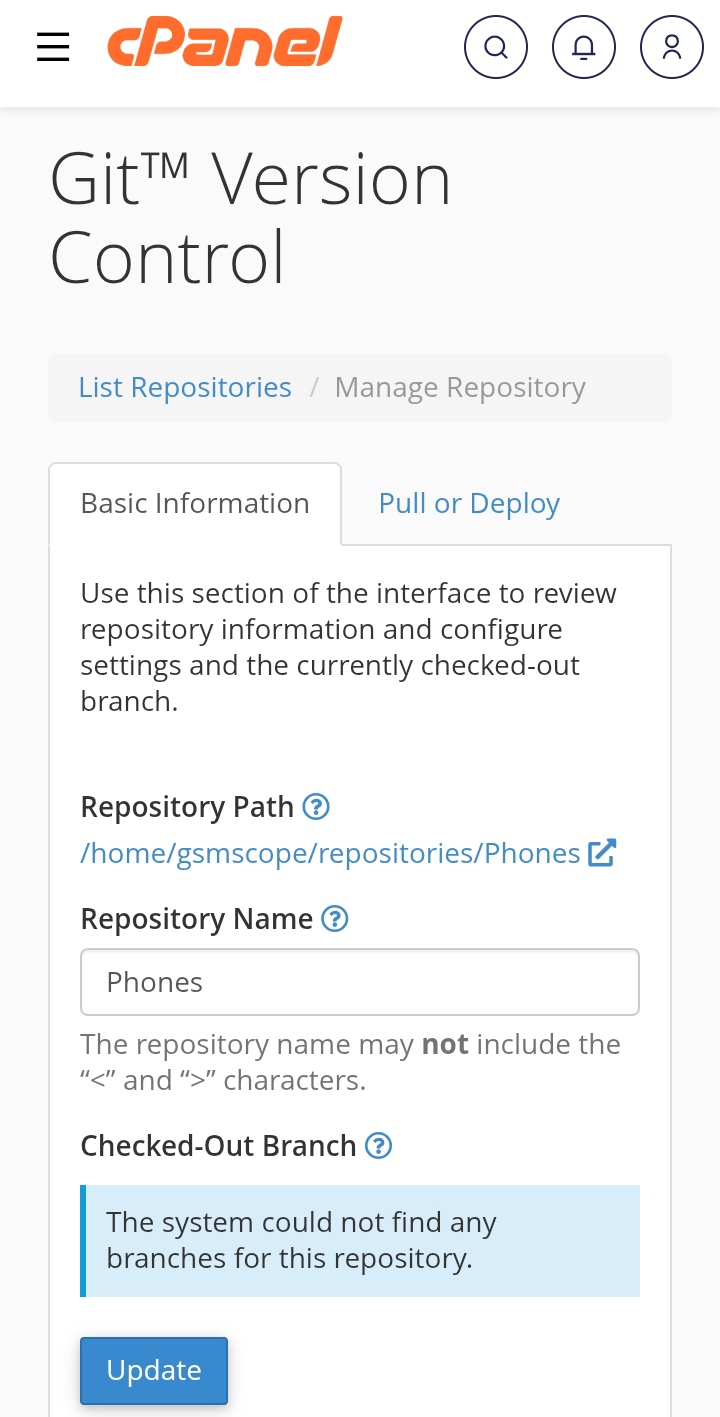 cPanel
Git™ Version
Control
List Repositories / Manage Repository
Basic Information
Pull or Deploy
Use this section of the interface to review
repository information and configure
settings and the currently checked-out
branch.
Repository Path
/home/gsmscope/repositories/Phones
Repository Name
Phones
The repository name may not include the
“<” and “>” characters.
Checked-Out Branch
The system could not find any
branches for this repository.
Update